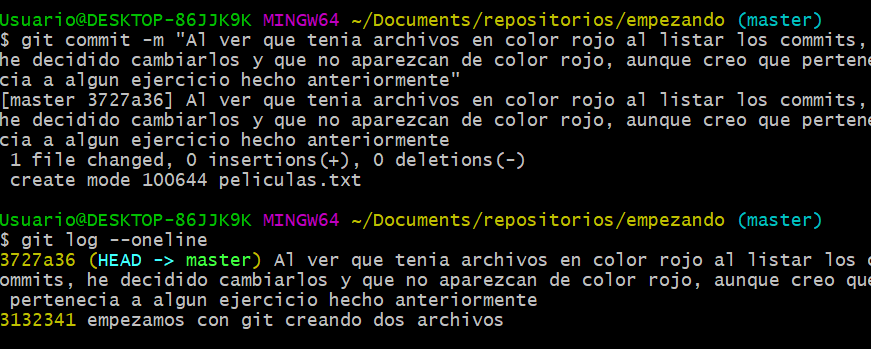 Usuario@DESKTOP-86JJK9K MINGW64 ~/Documents/repositorios/empezando (master)
$ git commit -m "Al ver que tenia archivos en color rojo al listar los commits,
he decidido cambiarlos y que no aparezcan de color rojo, aunque creo que pertene
cia a algun ejercicio hecho anteriormente"
[master 3727a36] Al ver que tenia archivos en color rojo al listar los commits,
he decidido cambiarlos y que no aparezcan de color rojo, aunque creo que pertene
cia a algun ejercicio hecho anteriormente
1 file changed, 0 insertions(+), 0 deletions(-)
create mode 100644 peliculas.txt
Usuario@DESKTOP-86JJK9K MINGW64 ~/Documents/repositorios/empezando (master)
$ git log --oneline
3727a36 (HEAD -> master) Al ver que tenia archivos en color rojo al listar los c
ommits, he decidido cambiarlos y que no aparezcan de color rojo, aunque creo que
pertenecia a algun ejercicio hecho anteriormente
3132341 empezamos con git creando dos archivos